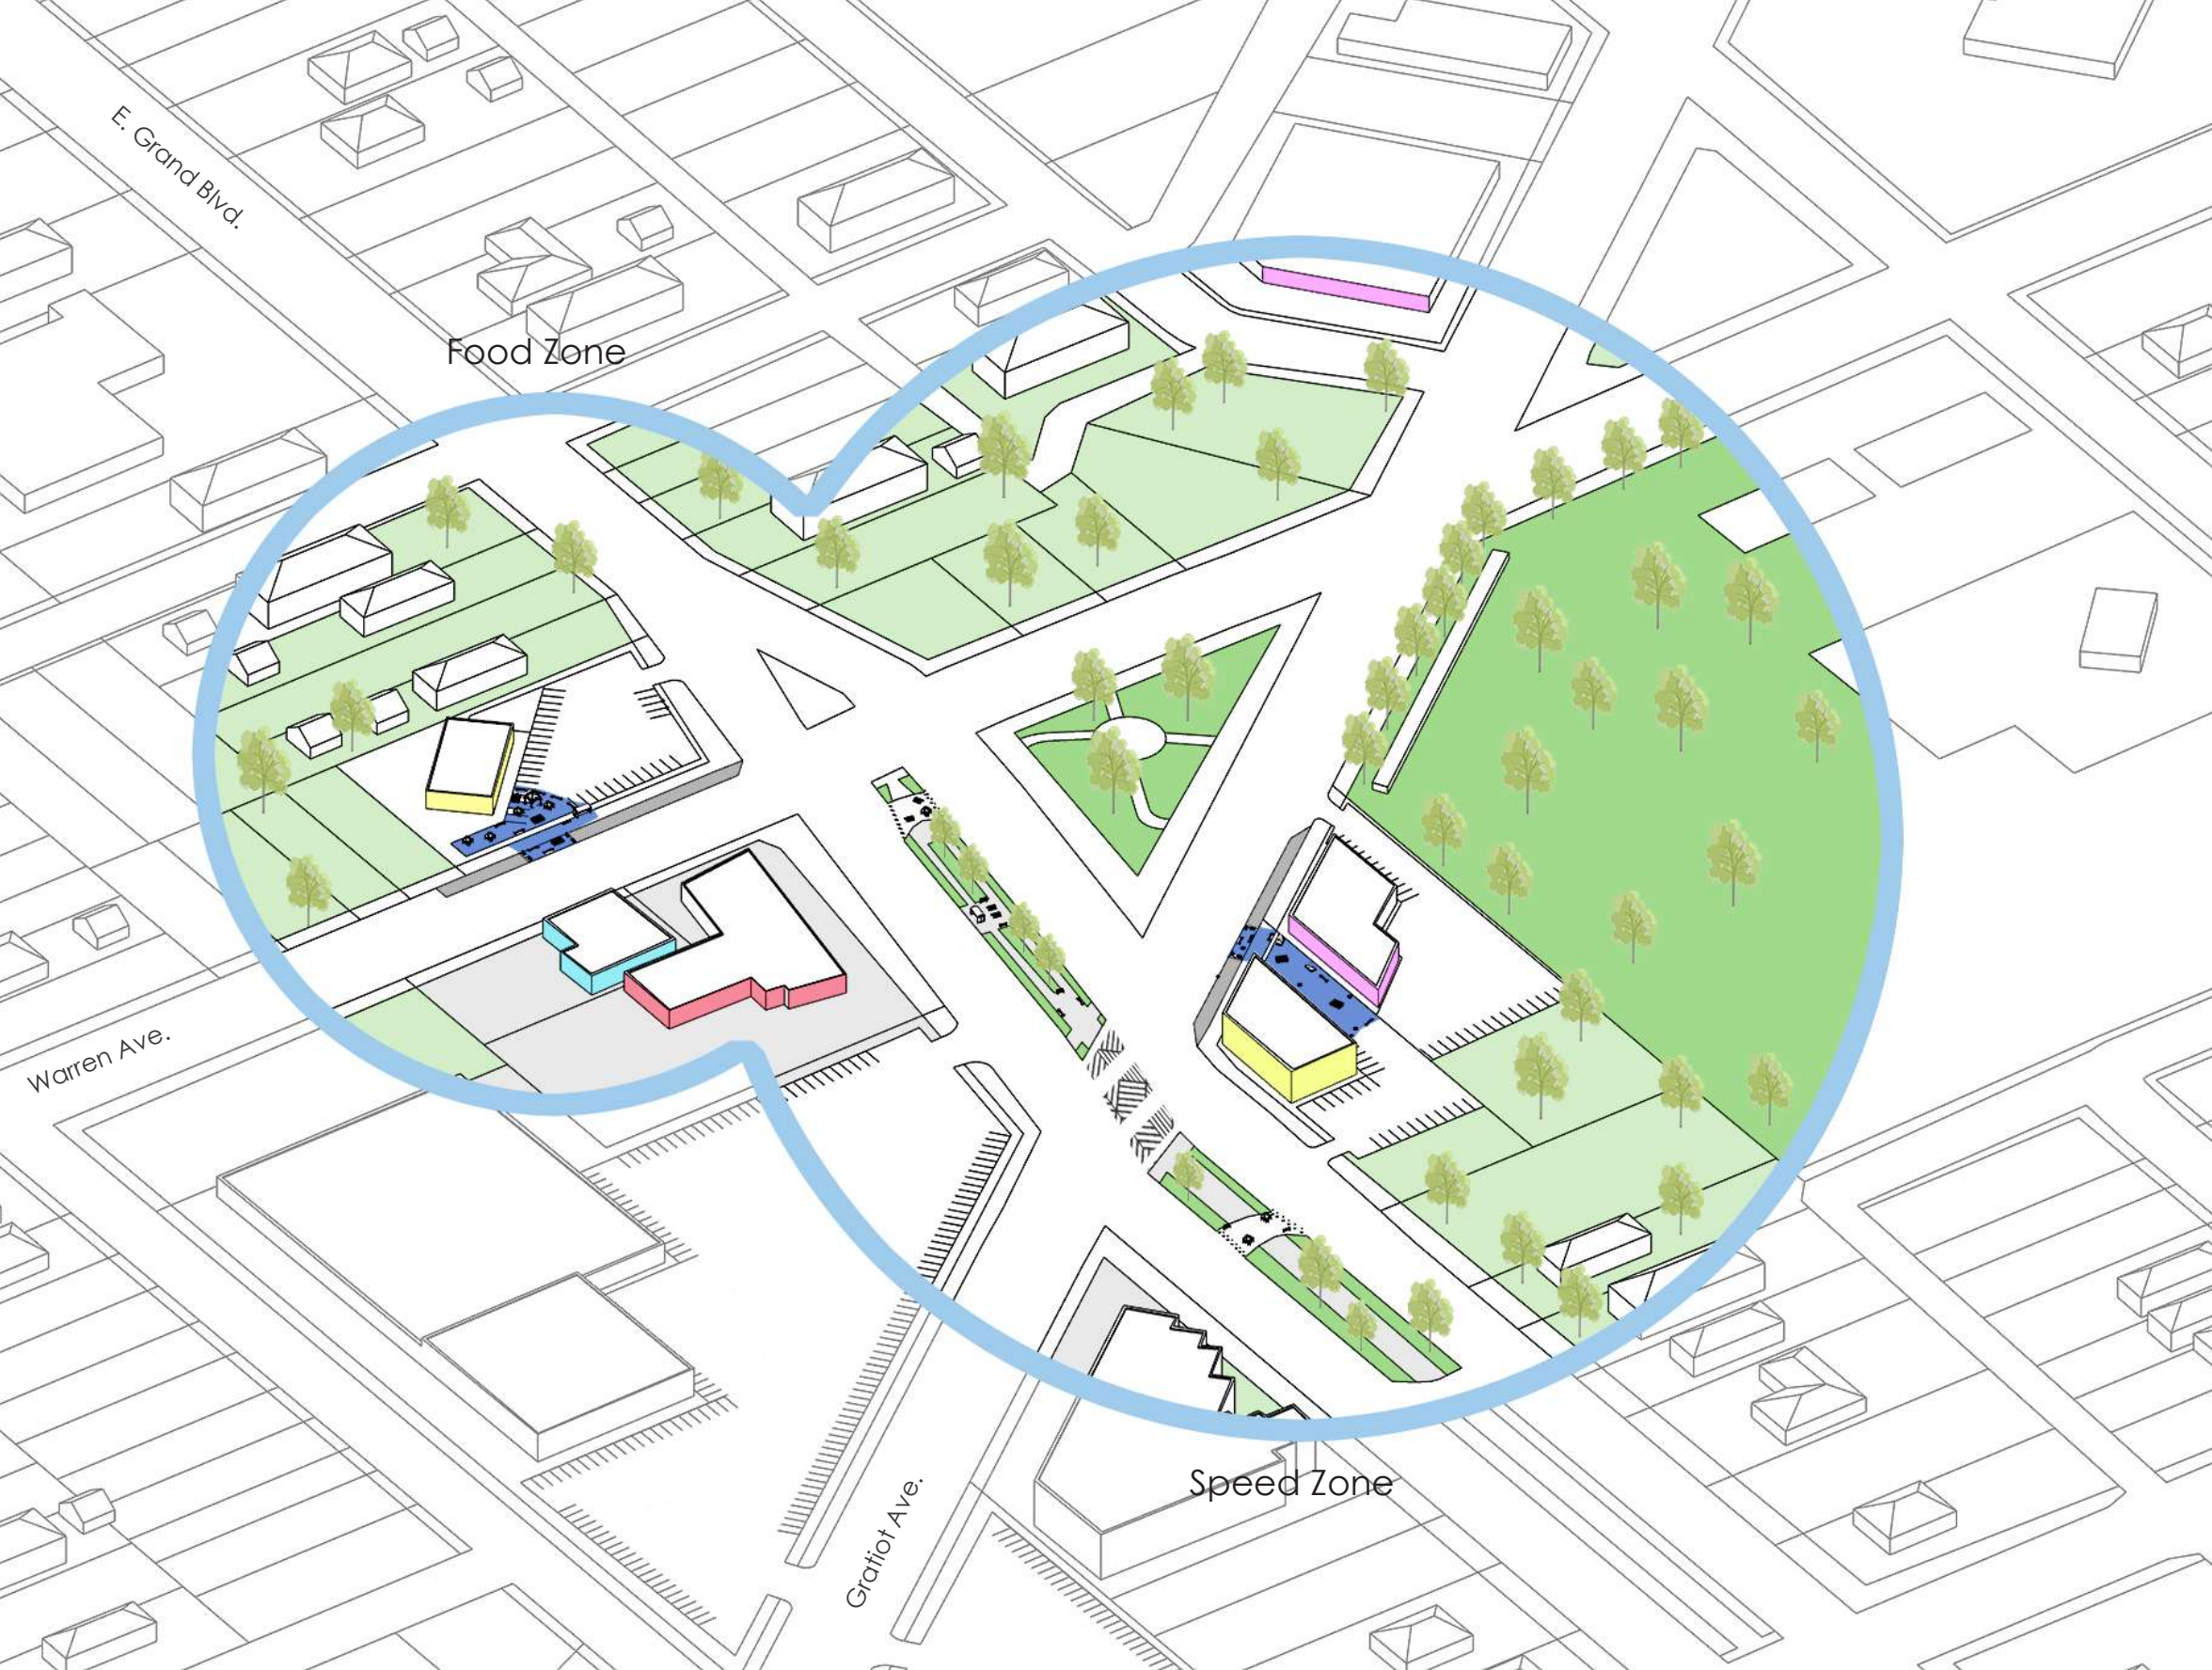 E. Grand Blvd.
Food Zone
Warren Ave.
Gratiot Ave.
Speed Zone